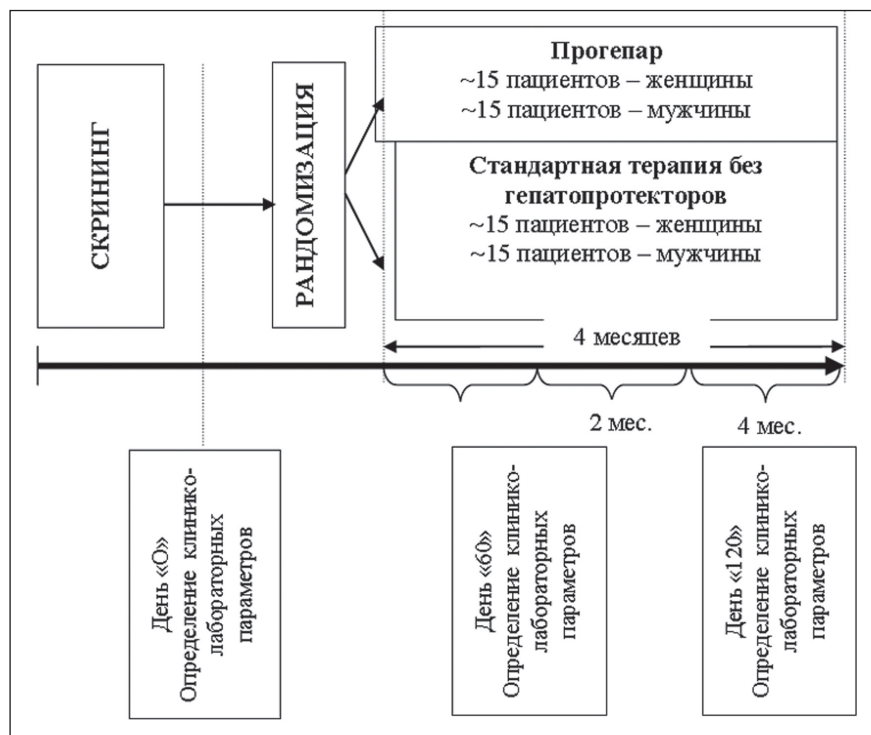 СКРИНИНГ
РАНДОМИЗАЦИЯ
Прогепар
~15 пациентов – женщины
~15 пациентов – мужчины
Стандартная терапия без
гепатопротекторов
~15 пациентов – женщины
~15 пациентов – мужчины
4 месяцев
2 мес.
4 мес.
День «О»
Определение клинико-
лабораторных
параметров
День «60»
Определение клинико-
лабораторных
параметров
День «120»
Определение клинико-
лабораторных
параметров